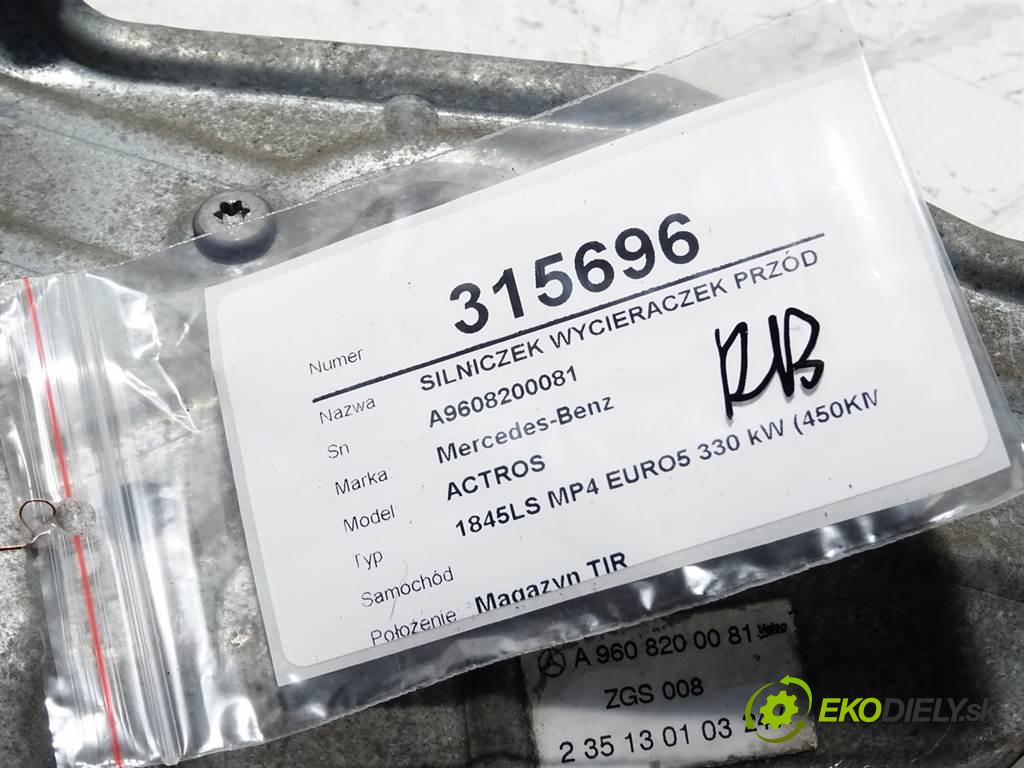 Numer 315696
Nazwa SILNICZEK WYCIERACZEK PRZÓD
Sn A9608200081
Marka Mercedes-Benz
Model ACTROS
Typ 1845LS MP4 EURO5 330 kW (450KM
Samochód
Położenie Magazyn TIR
RB
A 960 820 00 81 Valeo
ZGS 008
2 35 13 01 03
EKODIELY.sk